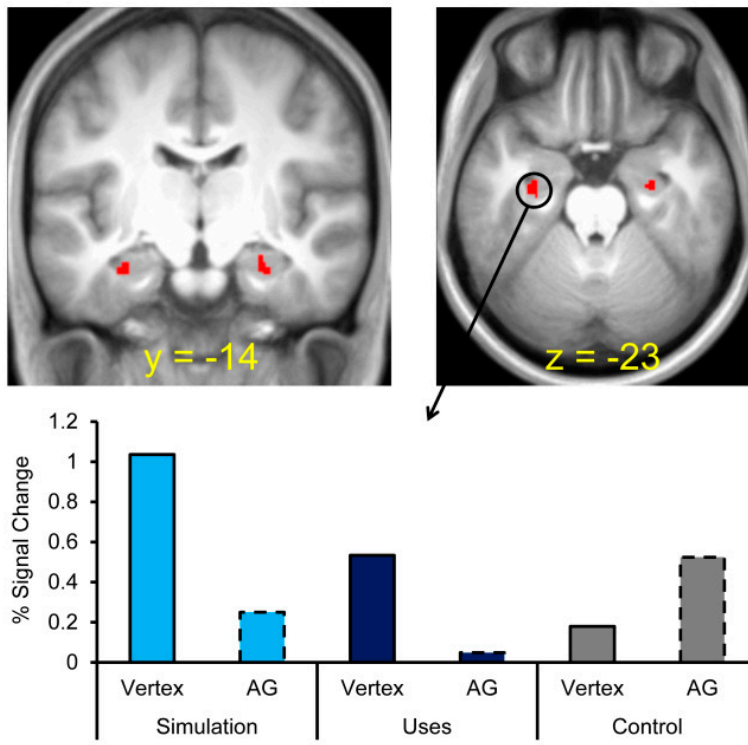 y = -14
z = -23
% Signal Change
1.2
1
0.8
0.6
0.4
0.2
0
Vertex AG Vertex AG Vertex AG
Simulation Uses Control